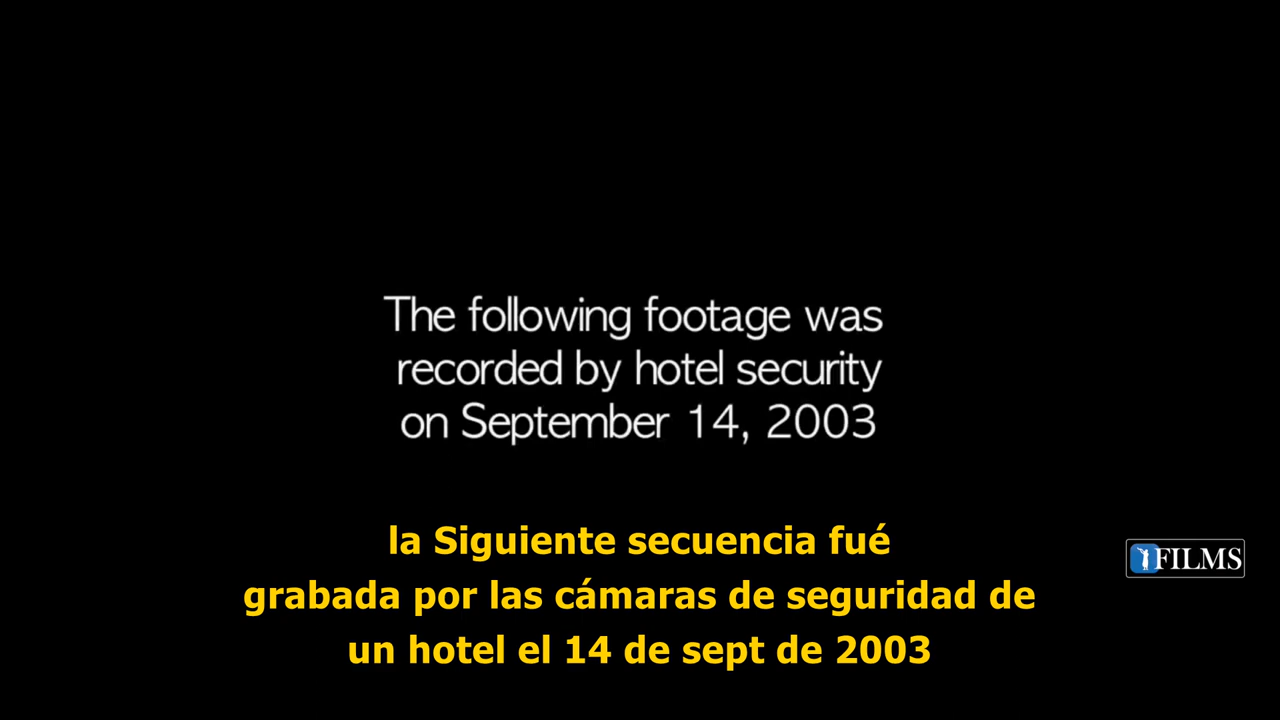 The following footage was
recorded by hotel security
on September 14, 2003
la Siguiente secuencia fué
FILMS
grabada por las cámaras de seguridad de
un hotel el 14 de sept de 2003